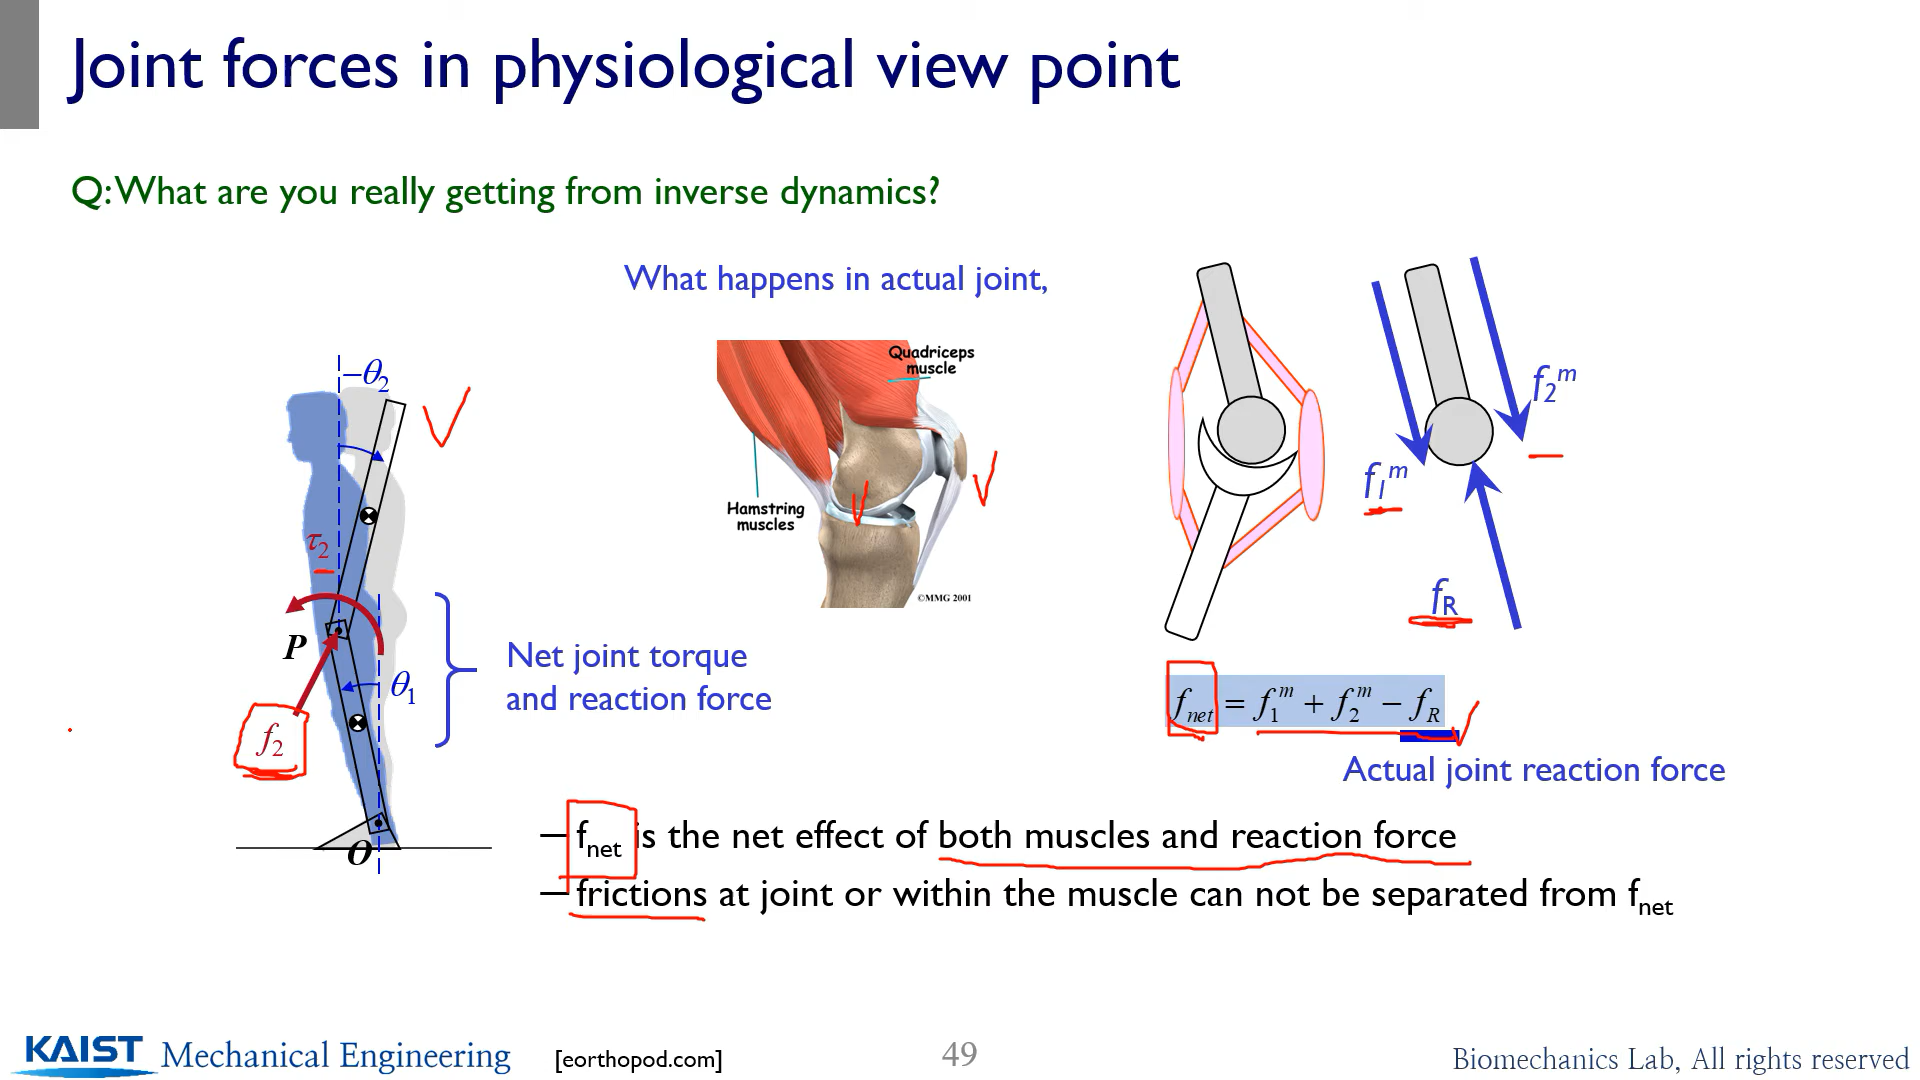 Joint forces in physiological view point
Q: What are you really getting from inverse dynamics?
What happens in actual joint,
−θ2
τ2
P
θ1
f2
O
Net joint torque
and reaction force
Quadriceps
muscle
Hamstring
muscles
©MMG 2001
f2m
f1m
fR
fnet = f1m + f2m − fR
Actual joint reaction force
– fnet is the net effect of both muscles and reaction force
– frictions at joint or within the muscle can not be separated from fnet
KAIST Mechanical Engineering
[eorthopod.com]
49
Biomechanics Lab, All rights reserved